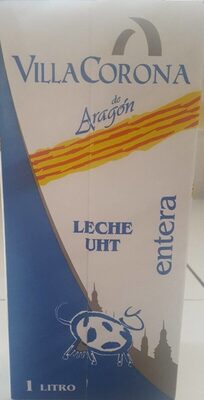 VILLACORONA
de
Aragón
LECHE
UHT
entera
1 LITRO